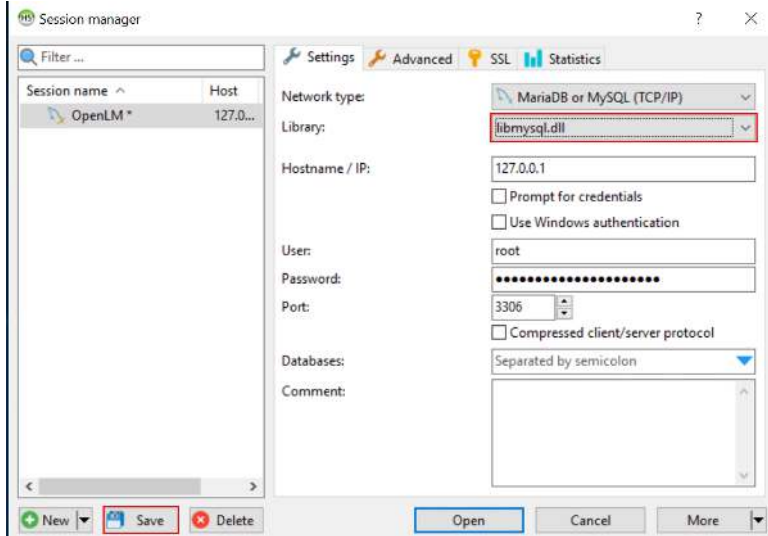 Session manager
Filter ...
Session name Host
OpenLM * 127.0...
New Save Delete
Settings Advanced SSL Statistics
Network type: MariaDB or MySQL (TCP/IP)
Library: libmysql.dll
Hostname / IP: 127.0.0.1
Prompt for credentials
Use Windows authentication
User: root
Password: •••••••••••••••••••••
Port: 3306
Compressed client/server protocol
Databases: Separated by semicolon
Comment:
Open Cancel More